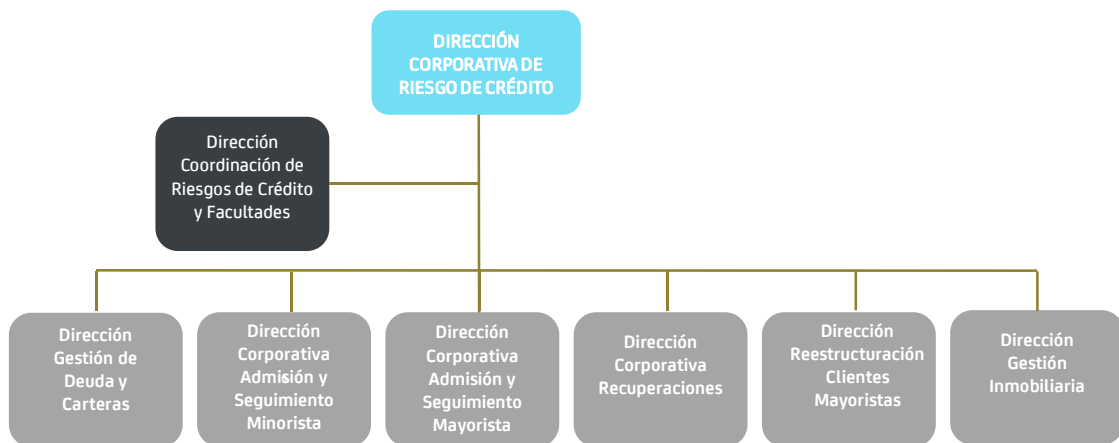 DIRECCIÓN
CORPORATIVA DE
RIESGO DE CRÉDITO
Dirección
Coordinación de
Riesgos de Crédito
y Facultades
Dirección
Gestión de
Deuda y
Carteras
Dirección
Corporativa
Admisión y
Seguimiento
Minorista
Dirección
Corporativa
Admisión y
Seguimiento
Mayorista
Dirección
Corporativa
Recuperaciones
Dirección
Reestructuración
Clientes
Mayoristas
Dirección
Gestión
Inmobiliaria